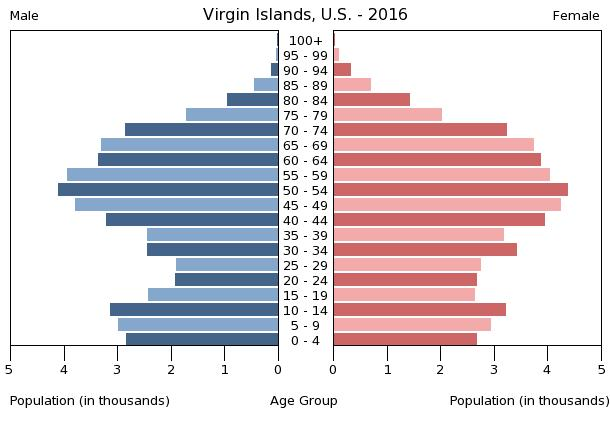 Virgin Islands, U.S. - 2016
Male
Female
100+
95 - 99
90 - 94
85 - 89
80 - 84
75 - 79
70 - 74
65 - 69
60 - 64
55 - 59
50 - 54
45 - 49
40 - 44
35 - 39
30 - 34
25 - 29
20 - 24
15 - 19
10 - 14
5 - 9
0 - 4
5 4 3 2 1 0 0 1 2 3 4 5
Population (in thousands) Age Group Population (in thousands)